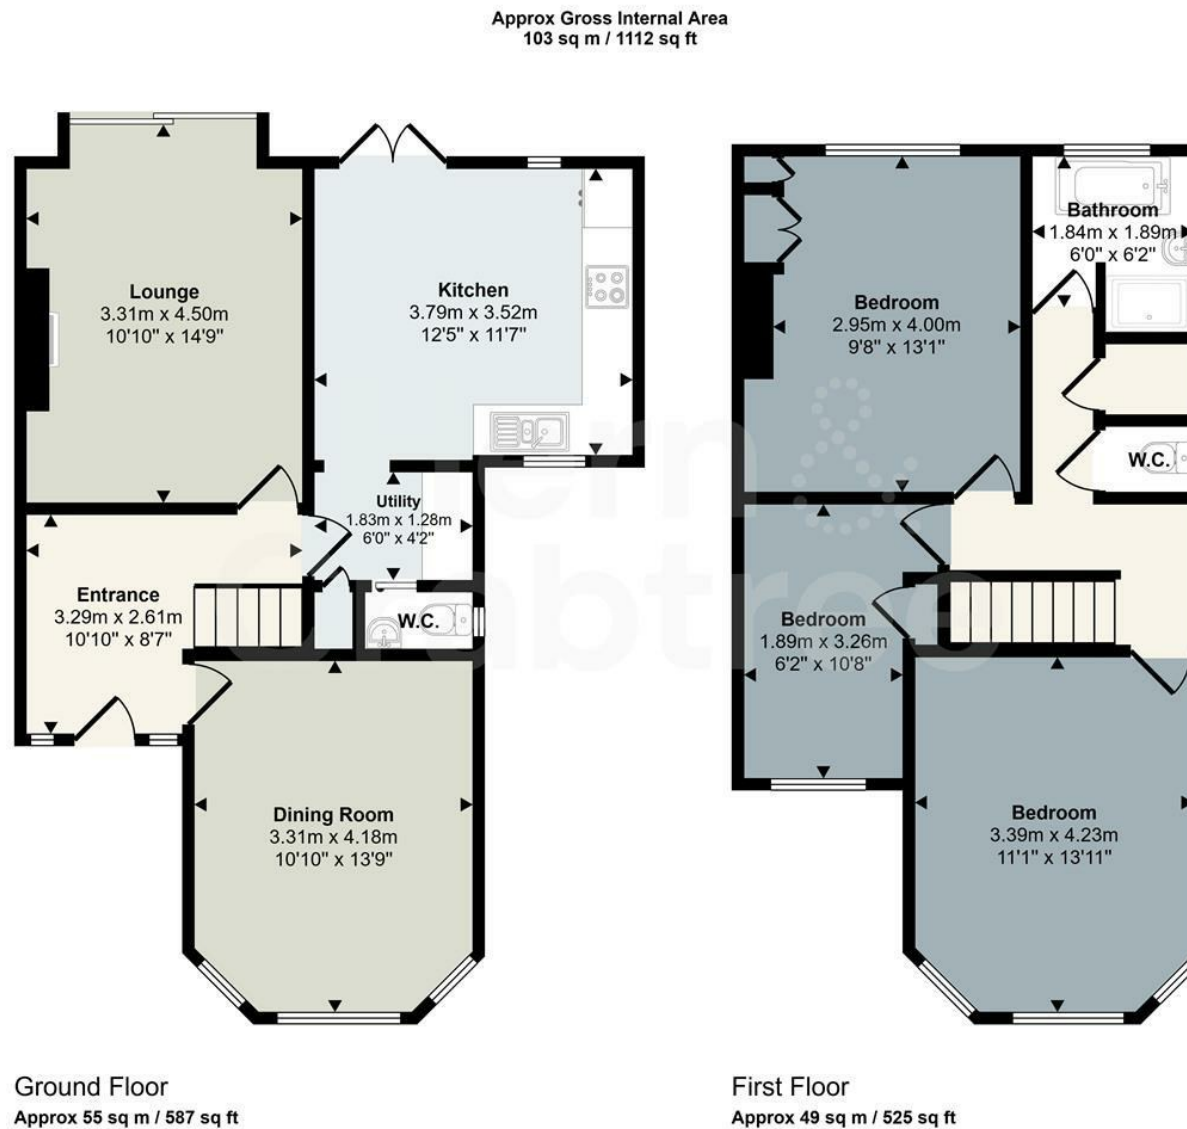 Approx Gross Internal Area
103 sq m / 1112 sq ft
Lounge
3.31m x 4.50m
10'10" x 14'9"
Kitchen
3.79m x 3.52m
12'5" x 11'7"
Utility
1.83m x 1.28m
6'0" x 4'2"
Entrance
3.29m x 2.61m
10'10" x 8'7"
W.C.
Dining Room
3.31m x 4.18m
10'10" x 13'9"
Ground Floor
Approx 55 sq m / 587 sq ft
Bathroom
1.84m x 1.89m
6'0" x 6'2"
Bedroom
2.95m x 4.00m
9'8" x 13'1"
W.C.
Bedroom
1.89m x 3.26m
6'2" x 10'8"
Bedroom
3.39m x 4.23m
11'1" x 13'11"
First Floor
Approx 49 sq m / 525 sq ft
hern &
Crabtree